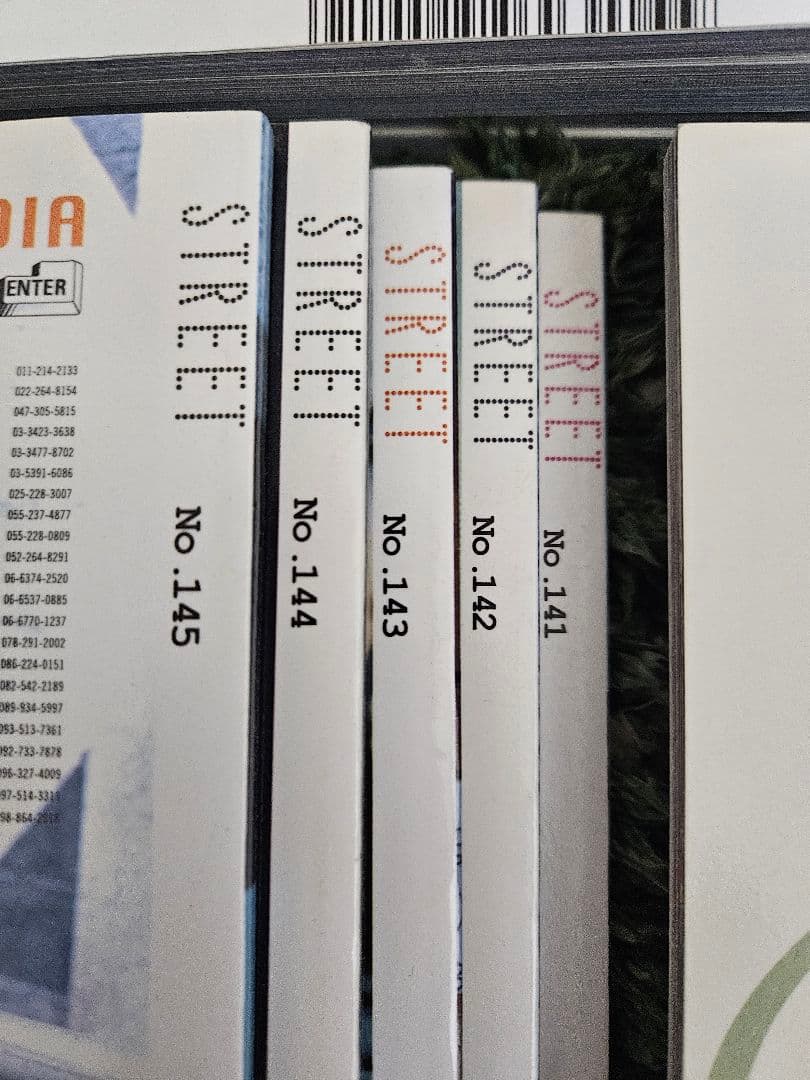 DIA
ENTER
011-214-2133
022-264-8154
047-305-5815
03-3423-3638
03-3477-8702
03-5391-6086
025-228-3007
055-237-4877
055-228-0809
052-264-8291
06-6374-2520
06-6537-0885
06-6770-1237
078-291-2002
086-224-0151
082-542-2189
089-934-5997
093-513-7361
092-733-7878
096-327-4009
STREET No.145
STREET No.144
STREET No.143
STREET No.142
STREET No.141